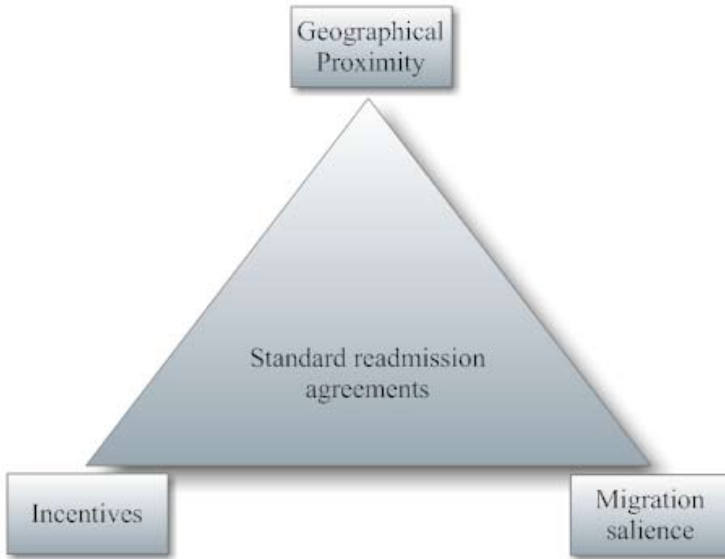 Geographical
Proximity
Standard readmission
agreements
Incentives
Migration
salience